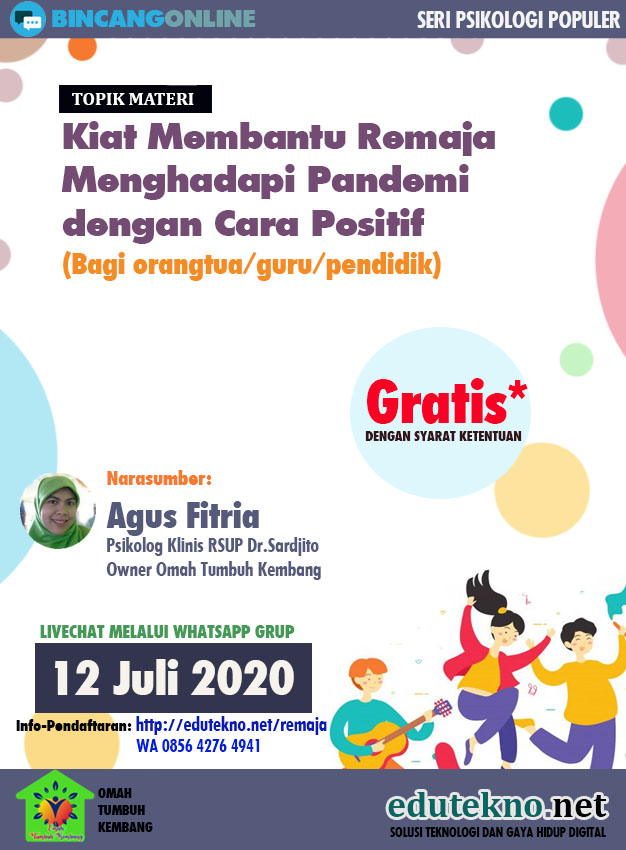 BINCANGONLINE
SERI PSIKOLOGI POPULER
TOPIK MATERI
Kiat Membantu Remaja
Menghadapi Pandemi
dengan Cara Positif
(Bagi orangtua/guru/pendidik)
Gratis*
DENGAN SYARAT KETENTUAN
Narasumber:
Agus Fitria
Psikolog Klinis RSUP Dr.Sardjito
Owner Omah Tumbuh Kembang
LIVECHAT MELALUI WHATSAPP GRUP
12 Juli 2020
Info-Pendaftaran: http://edutekno.net/remaja
WA 0856 4276 4941
OMAH
TUMBUH
KEMBANG
edutekno.net
SOLUSI TEKNOLOGI DAN GAYA HIDUP DIGITAL